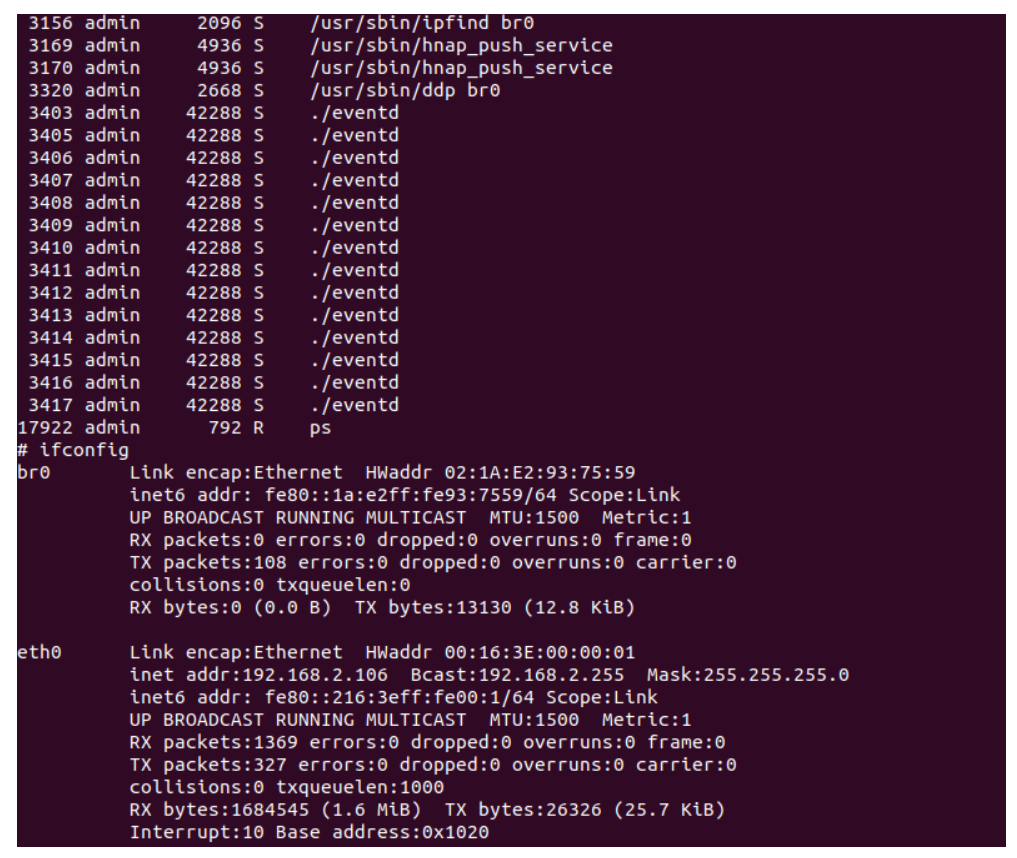 3156 admin      2096 S    /usr/sbin/ipfind br0
3169 admin      4936 S    /usr/sbin/hnap_push_service
3170 admin      4936 S    /usr/sbin/hnap_push_service
3320 admin      2668 S    /usr/sbin/ddp br0
3403 admin     42288 S    ./eventd
3405 admin     42288 S    ./eventd
3406 admin     42288 S    ./eventd
3407 admin     42288 S    ./eventd
3408 admin     42288 S    ./eventd
3409 admin     42288 S    ./eventd
3410 admin     42288 S    ./eventd
3411 admin     42288 S    ./eventd
3412 admin     42288 S    ./eventd
3413 admin     42288 S    ./eventd
3414 admin     42288 S    ./eventd
3415 admin     42288 S    ./eventd
3416 admin     42288 S    ./eventd
3417 admin     42288 S    ./eventd
17922 admin       792 R    ps
# ifconfig
br0       Link encap:Ethernet  HWaddr 02:1A:E2:93:75:59
          inet6 addr: fe80::1a:e2ff:fe93:7559/64 Scope:Link
          UP BROADCAST RUNNING MULTICAST  MTU:1500  Metric:1
          RX packets:0 errors:0 dropped:0 overruns:0 frame:0
          TX packets:108 errors:0 dropped:0 overruns:0 carrier:0
          collisions:0 txqueuelen:0
          RX bytes:0 (0.0 B)  TX bytes:13130 (12.8 KiB)
eth0      Link encap:Ethernet  HWaddr 00:16:3E:00:00:01
          inet addr:192.168.2.106  Bcast:192.168.2.255  Mask:255.255.255.0
          inet6 addr: fe80::216:3eff:fe00:1/64 Scope:Link
          UP BROADCAST RUNNING MULTICAST  MTU:1500  Metric:1
          RX packets:1369 errors:0 dropped:0 overruns:0 frame:0
          TX packets:327 errors:0 dropped:0 overruns:0 carrier:0
          collisions:0 txqueuelen:1000
          RX bytes:1684545 (1.6 MiB)  TX bytes:26326 (25.7 KiB)
          Interrupt:10 Base address:0x1020